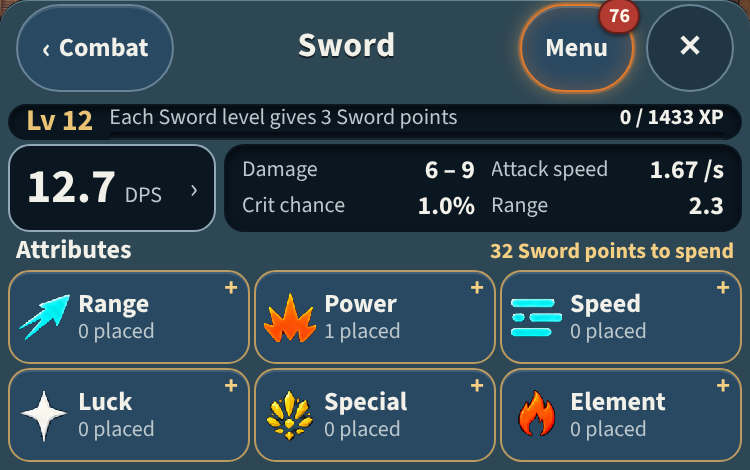 ‹ Combat
Sword
Menu
76
✕
Lv 12 Each Sword level gives 3 Sword points 0 / 1433 XP
12.7 DPS ›
Damage 6 – 9 Attack speed 1.67 /s
Crit chance 1.0% Range 2.3
Attributes 32 Sword points to spend
Range +
0 placed
Power +
1 placed
Speed +
0 placed
Luck +
0 placed
Special +
0 placed
Element +
0 placed